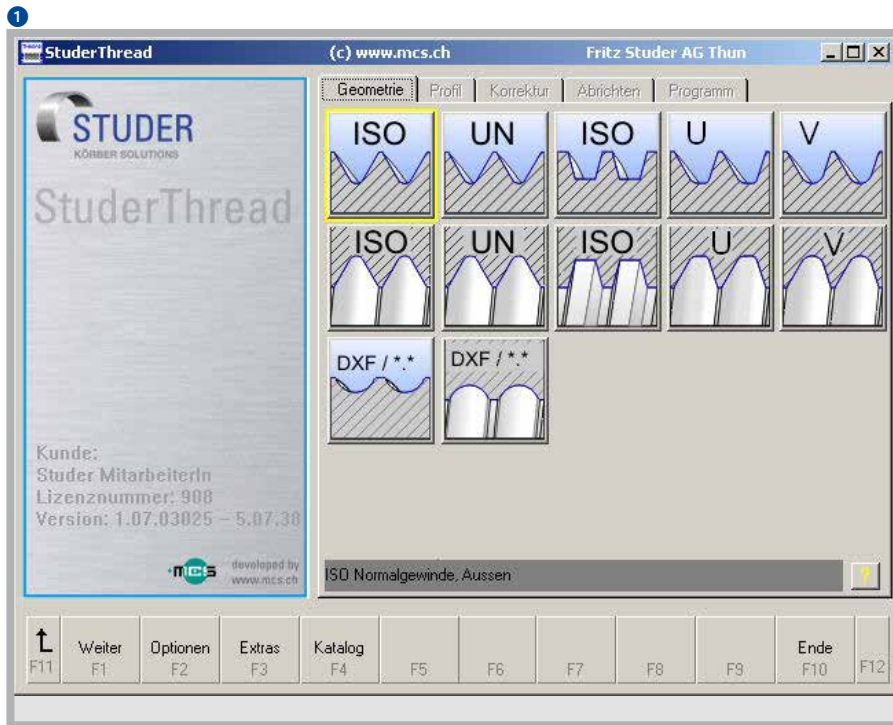 1
StuderThread (c) www.mcs.ch Fritz Studer AG Thun
STUDER
KÖRBER SOLUTIONS
StuderThread
Kunde:
Studer MitarbeiterIn
Lizenznummer: 908
Version: 1.07.03025 – 5.07.38
mcs developed by
www.mcs.ch
Geometrie Profil Korrektur Abrichten Programm
ISO UN ISO U V
ISO UN ISO U V
DXF / *.* DXF / *.*
ISO Normalgewinde, Aussen ?
Weiter Optionen Extras Katalog Ende
F11 F1 F2 F3 F4 F5 F6 F7 F8 F9 F10 F12